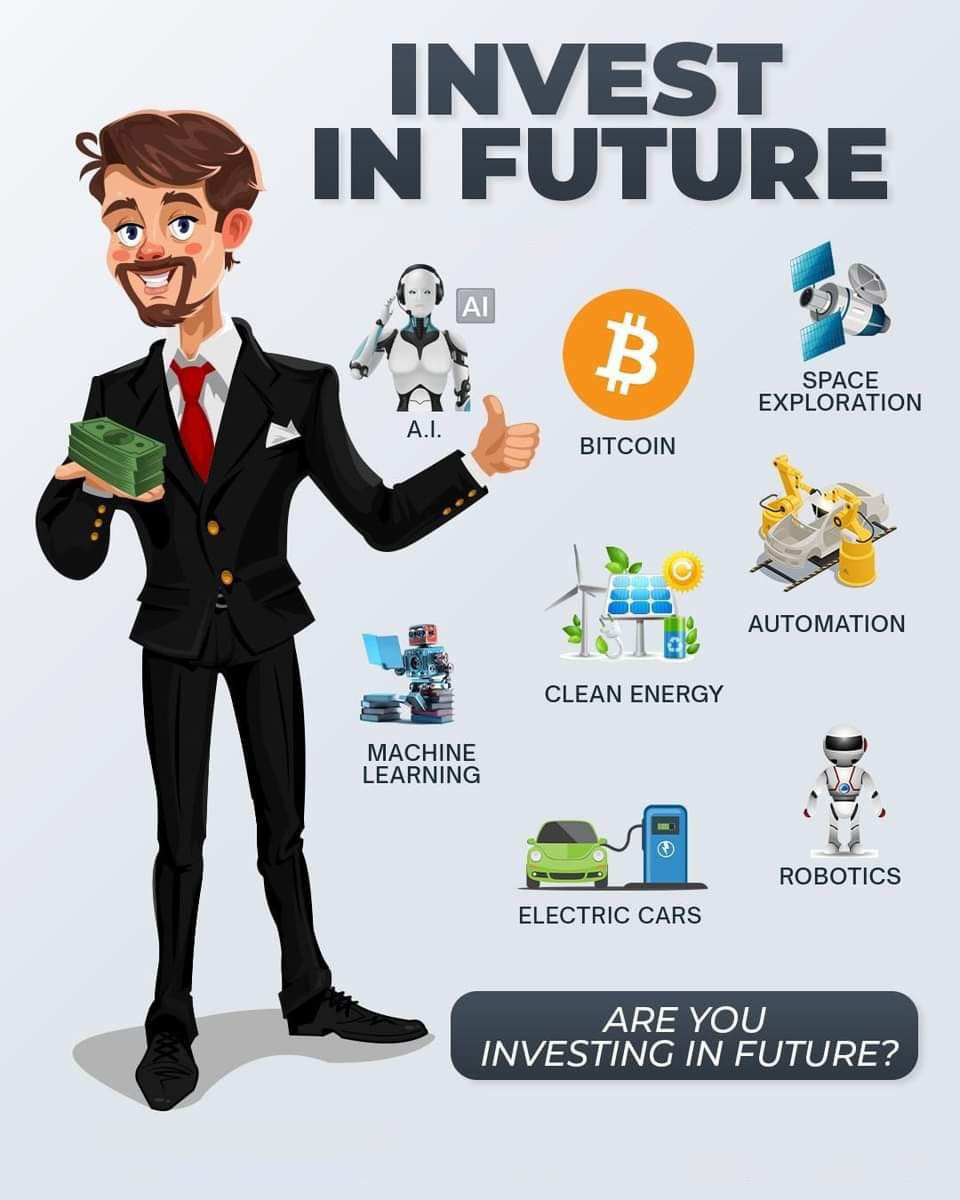 INVEST
IN FUTURE
AI
A.I.
BITCOIN
SPACE
EXPLORATION
AUTOMATION
CLEAN ENERGY
MACHINE
LEARNING
ROBOTICS
ELECTRIC CARS
ARE YOU
INVESTING IN FUTURE?